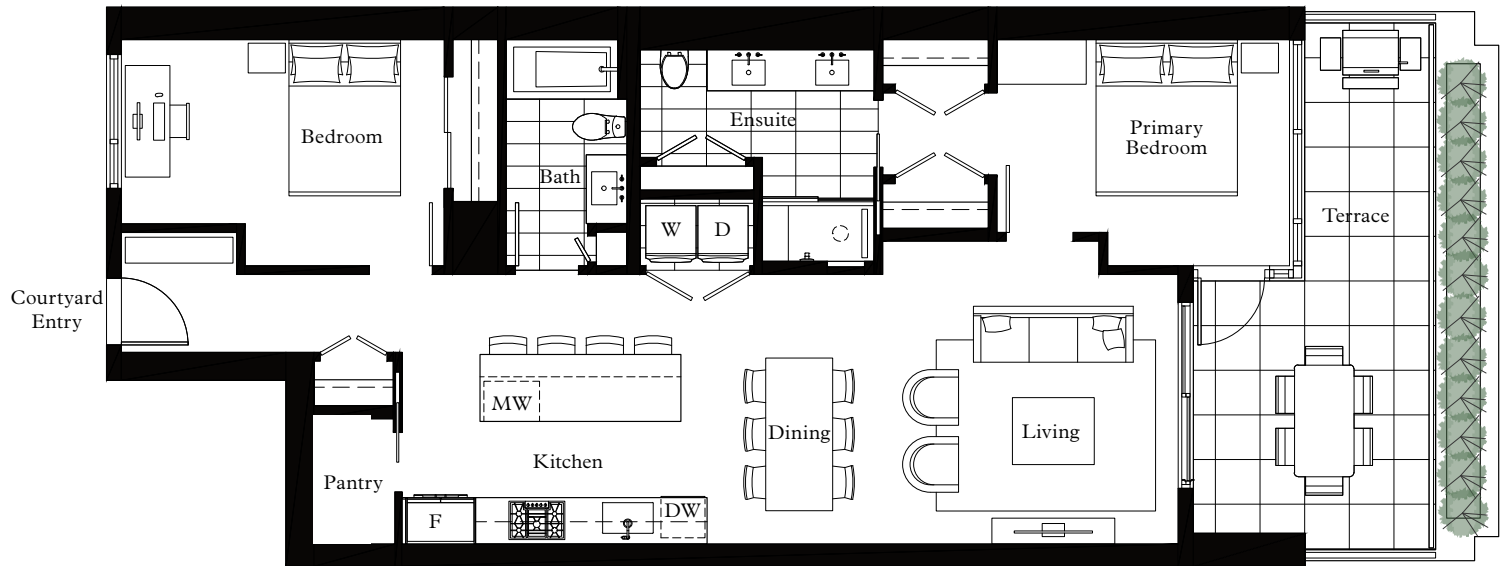 Bedroom
Bath
Ensuite
W
D
Primary
Bedroom
Terrace
Courtyard
Entry
MW
Kitchen
Pantry
F
DW
Dining
Living